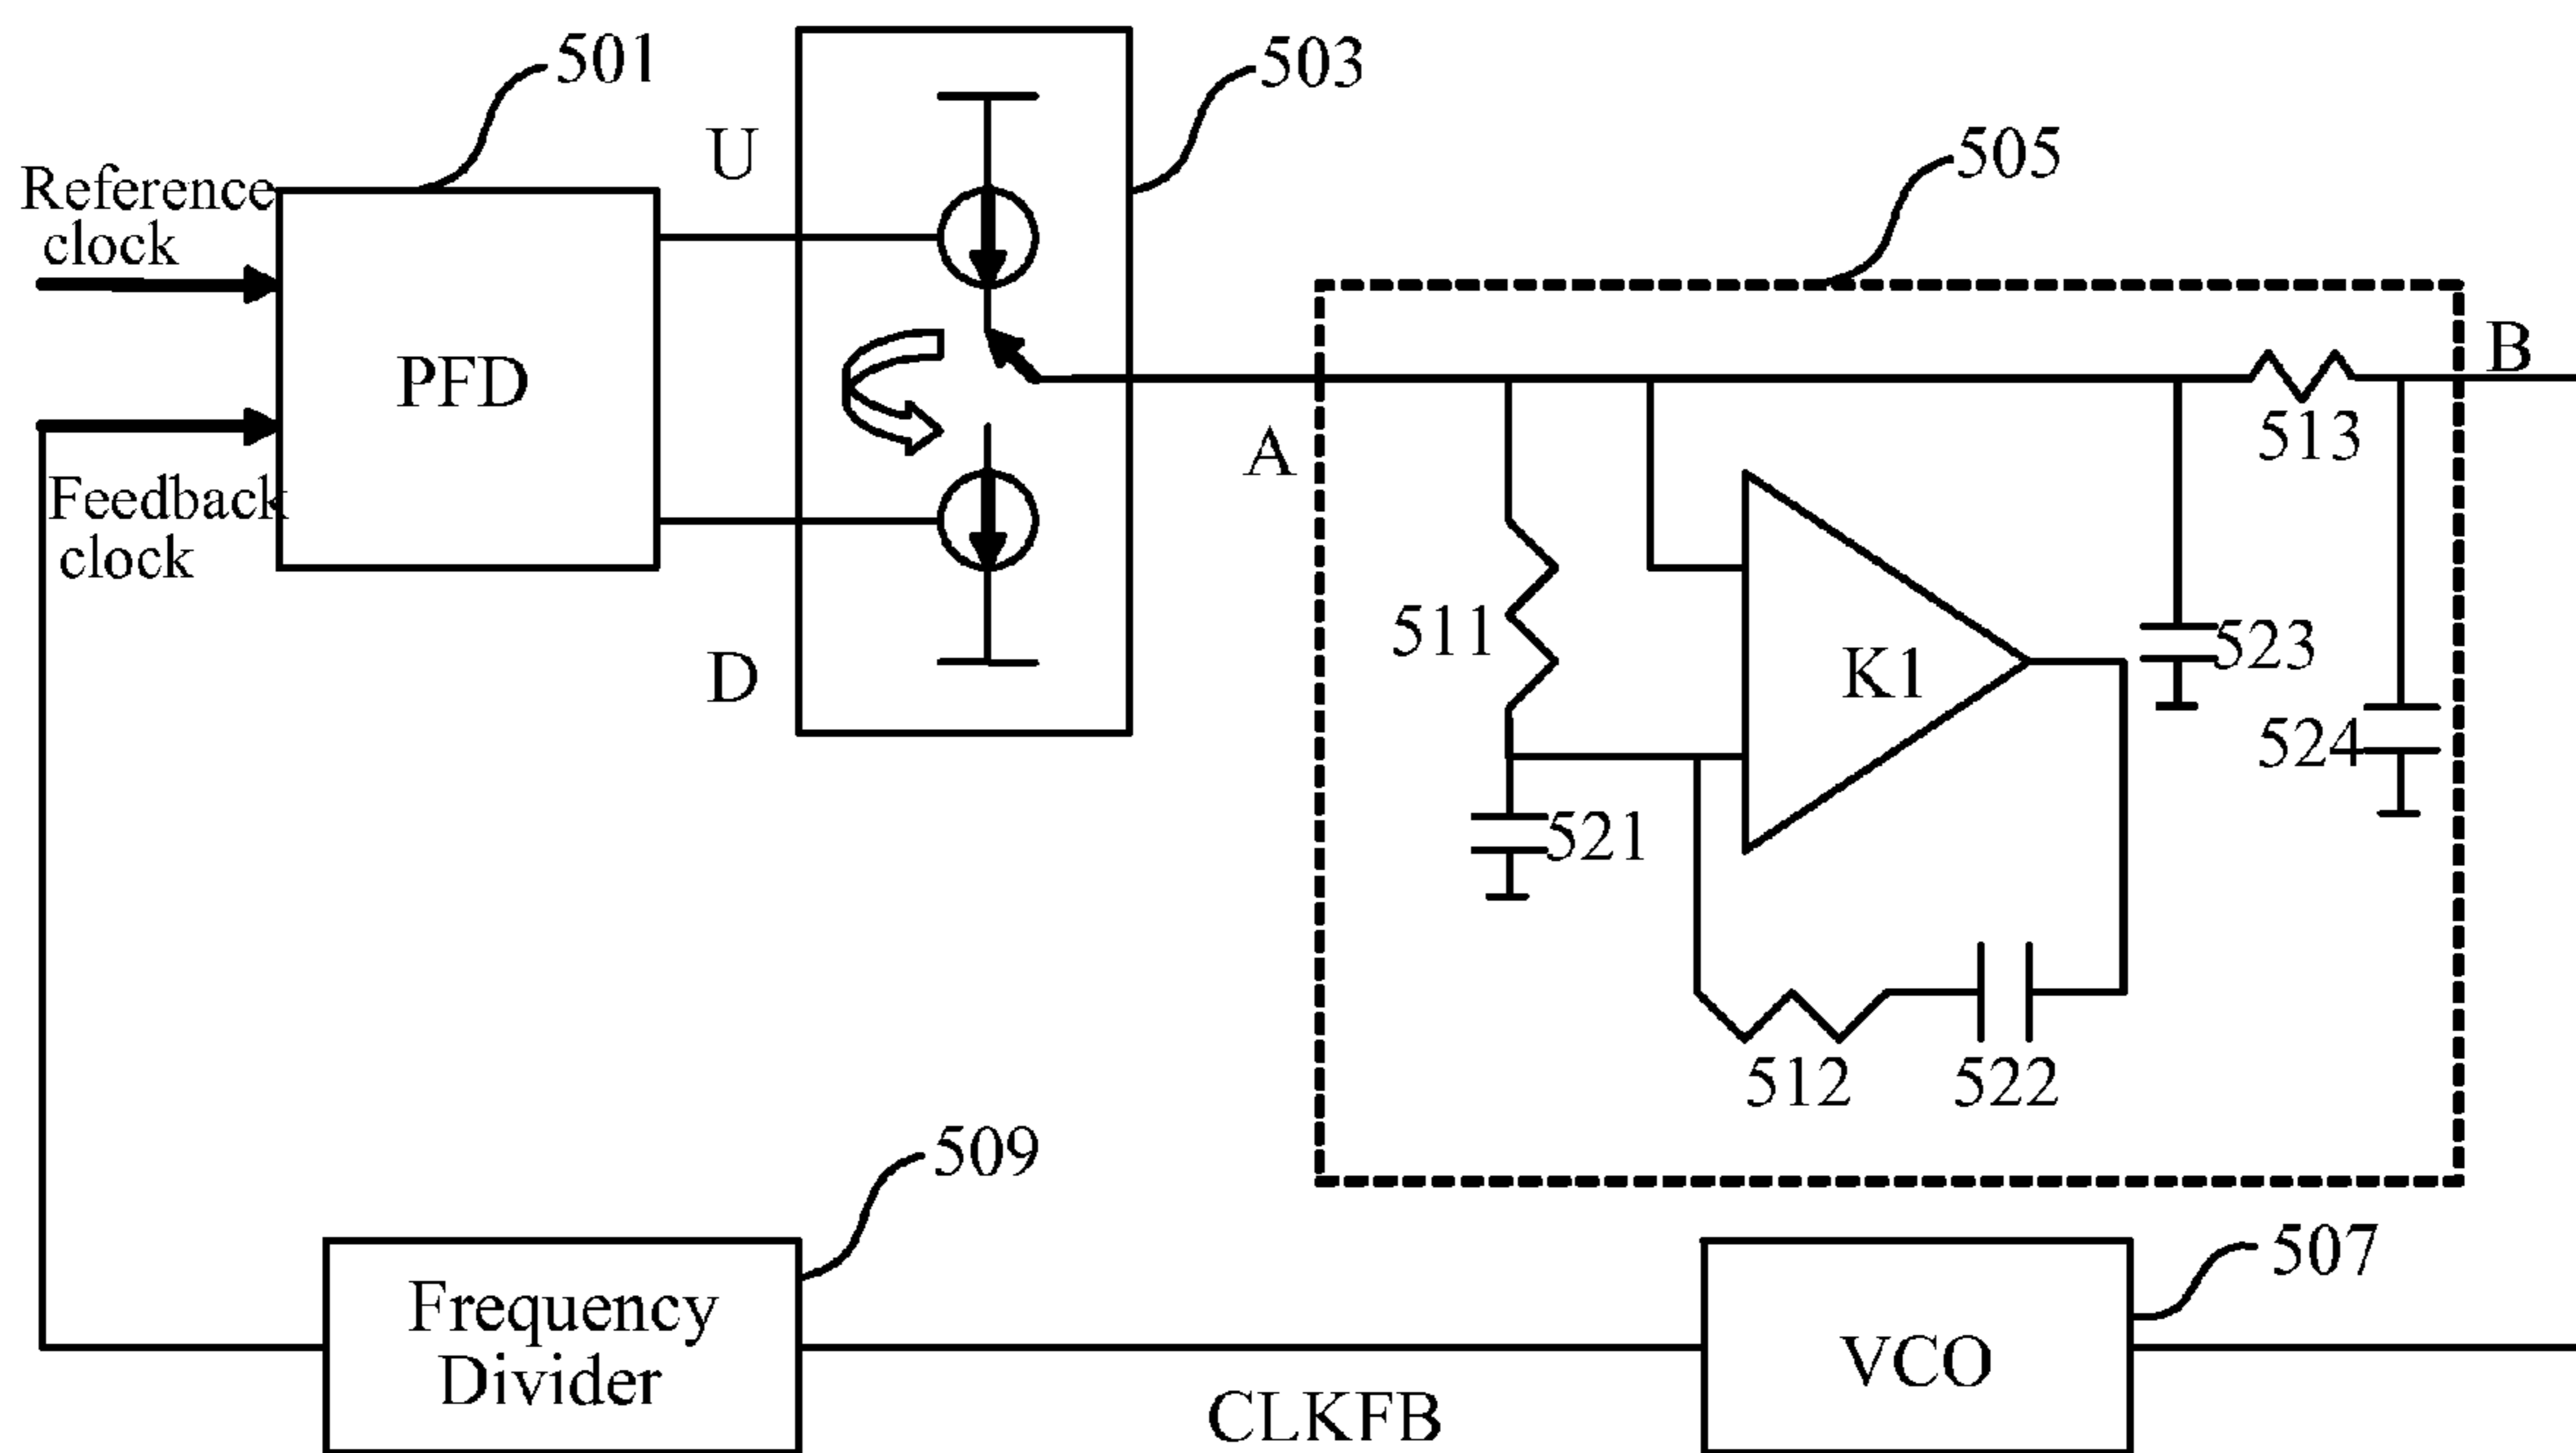 501
503
U
505
Reference
clock
B
PFD
513
A
Feedback
clock
511
K1
523
D
524
521
512
522
509
507
Frequency
Divider
VCO
CLKFB